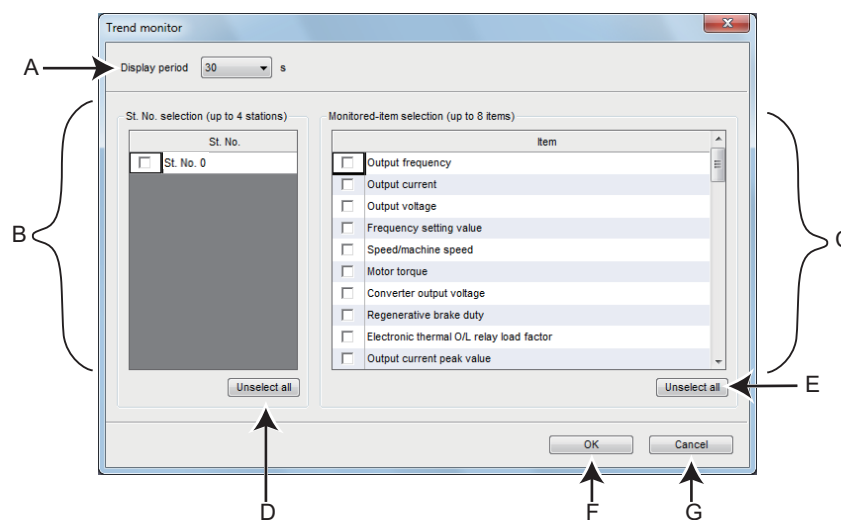 Trend monitor
A
Display period 30 s
St. No. selection (up to 4 stations)
Monitored-item selection (up to 8 items)
St. No.
Item
St. No. 0
Output frequency
Output current
Output voltage
Frequency setting value
B
Speed/machine speed
Motor torque
Converter output voltage
Regenerative brake duty
Electronic thermal O/L relay load factor
Output current peak value
Unselect all
Unselect all
E
OK
Cancel
D
F
G